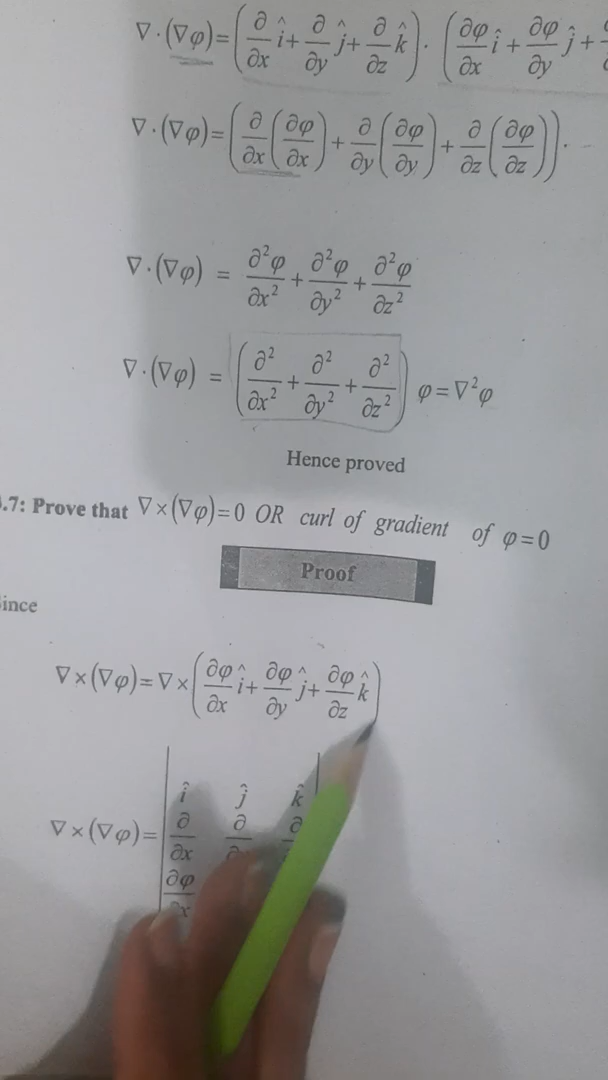 ∇·(∇φ)=(∂/∂x î+∂/∂y ĵ+∂/∂z k̂)·(∂φ/∂x î+∂φ/∂y ĵ+
∇·(∇φ)=(∂/∂x(∂φ/∂x)+∂/∂y(∂φ/∂y)+∂/∂z(∂φ/∂z))·
∇·(∇φ) = ∂²φ/∂x²+∂²φ/∂y²+∂²φ/∂z²
∇·(∇φ) = (∂²/∂x²+∂²/∂y²+∂²/∂z²)φ=∇²φ
Hence proved
.7: Prove that ∇×(∇φ)=0 OR curl of gradient of φ=0
Proof
ince
∇×(∇φ)=∇×(∂φ/∂x î+∂φ/∂y ĵ+∂φ/∂z k̂)
î ĵ k̂
∇×(∇φ)=| ∂/∂x ∂
∂φ